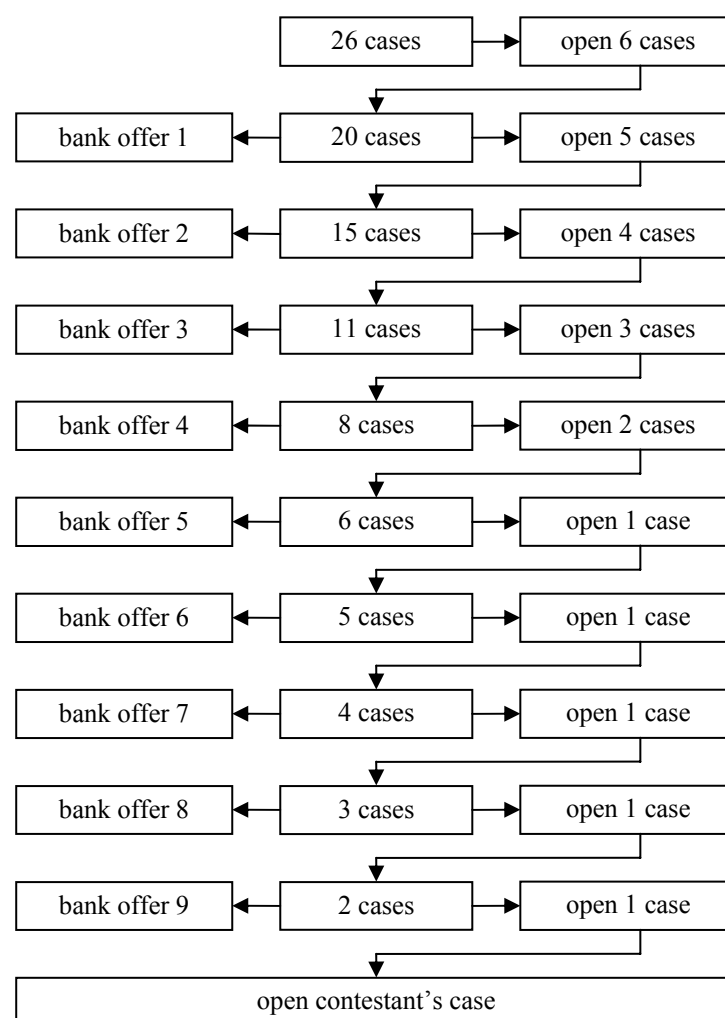 26 cases open 6 cases
bank offer 1 20 cases open 5 cases
bank offer 2 15 cases open 4 cases
bank offer 3 11 cases open 3 cases
bank offer 4 8 cases open 2 cases
bank offer 5 6 cases open 1 case
bank offer 6 5 cases open 1 case
bank offer 7 4 cases open 1 case
bank offer 8 3 cases open 1 case
bank offer 9 2 cases open 1 case
open contestant’s case